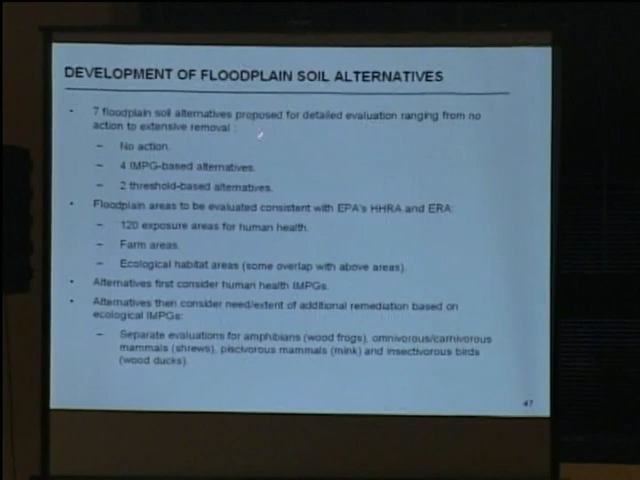 DEVELOPMENT OF FLOODPLAIN SOIL ALTERNATIVES
• 7 floodplain soil alternatives proposed for detailed evaluation ranging from no
action to extensive removal :
– No action.
– 4 IMPG-based alternatives.
– 2 threshold-based alternatives.
• Floodplain areas to be evaluated consistent with EPA's HHRA and ERA:
– 120 exposure areas for human health.
– Farm areas.
– Ecological habitat areas (some overlap with above areas).
• Alternatives first consider human health IMPGs.
• Alternatives then consider need/extent of additional remediation based on
ecological IMPGs:
– Separate evaluations for amphibians (wood frogs), omnivorous/carnivorous
mammals (shrews), piscivorous mammals (mink) and insectivorous birds
(wood ducks).
47